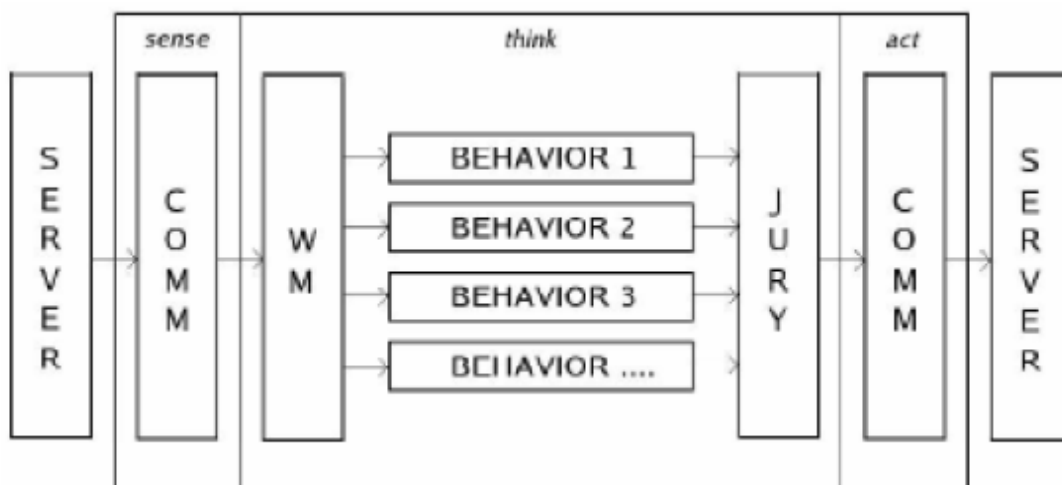 sense
think
act
SERVER
COMM
WM
BEHAVIOR 1
BEHAVIOR 2
BEHAVIOR 3
BEHAVIOR ....
JURY
COMM
SERVER